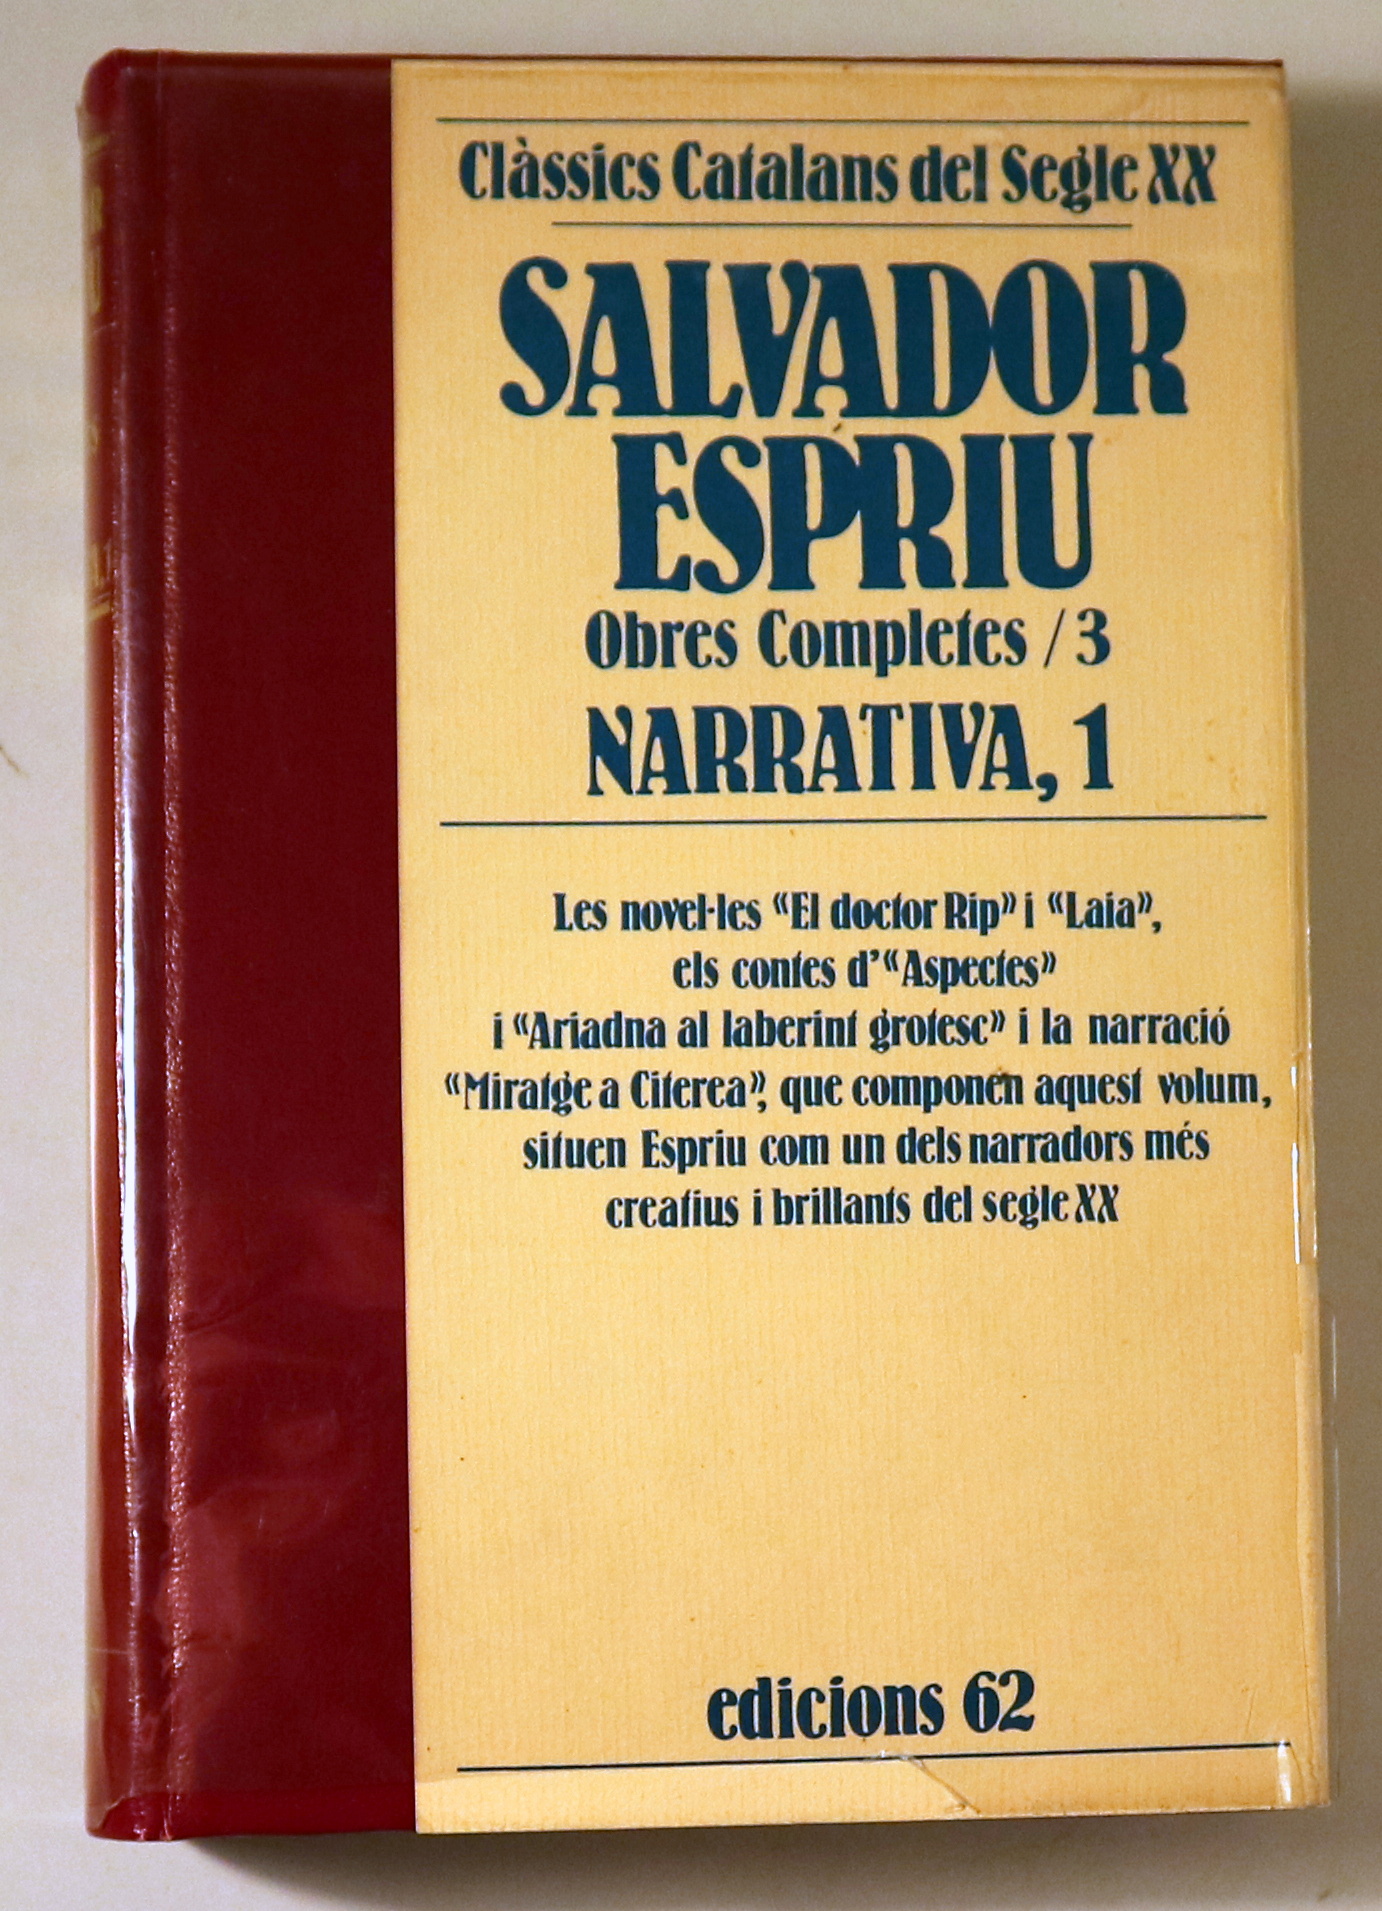 Clàssics Catalans del Segle XX
SALVADOR
ESPRIU
Obres Completes / 3
NARRATIVA, 1
Les novel·les “El doctor Rip” i “Laia”,
els contes d’“Aspectes”
i “Ariadna al laberint grotesc” i la narració
“Miratge a Citerea”, que componen aquest volum,
situen Espriu com un dels narradors més
creatius i brillants del segle XX
edicions 62